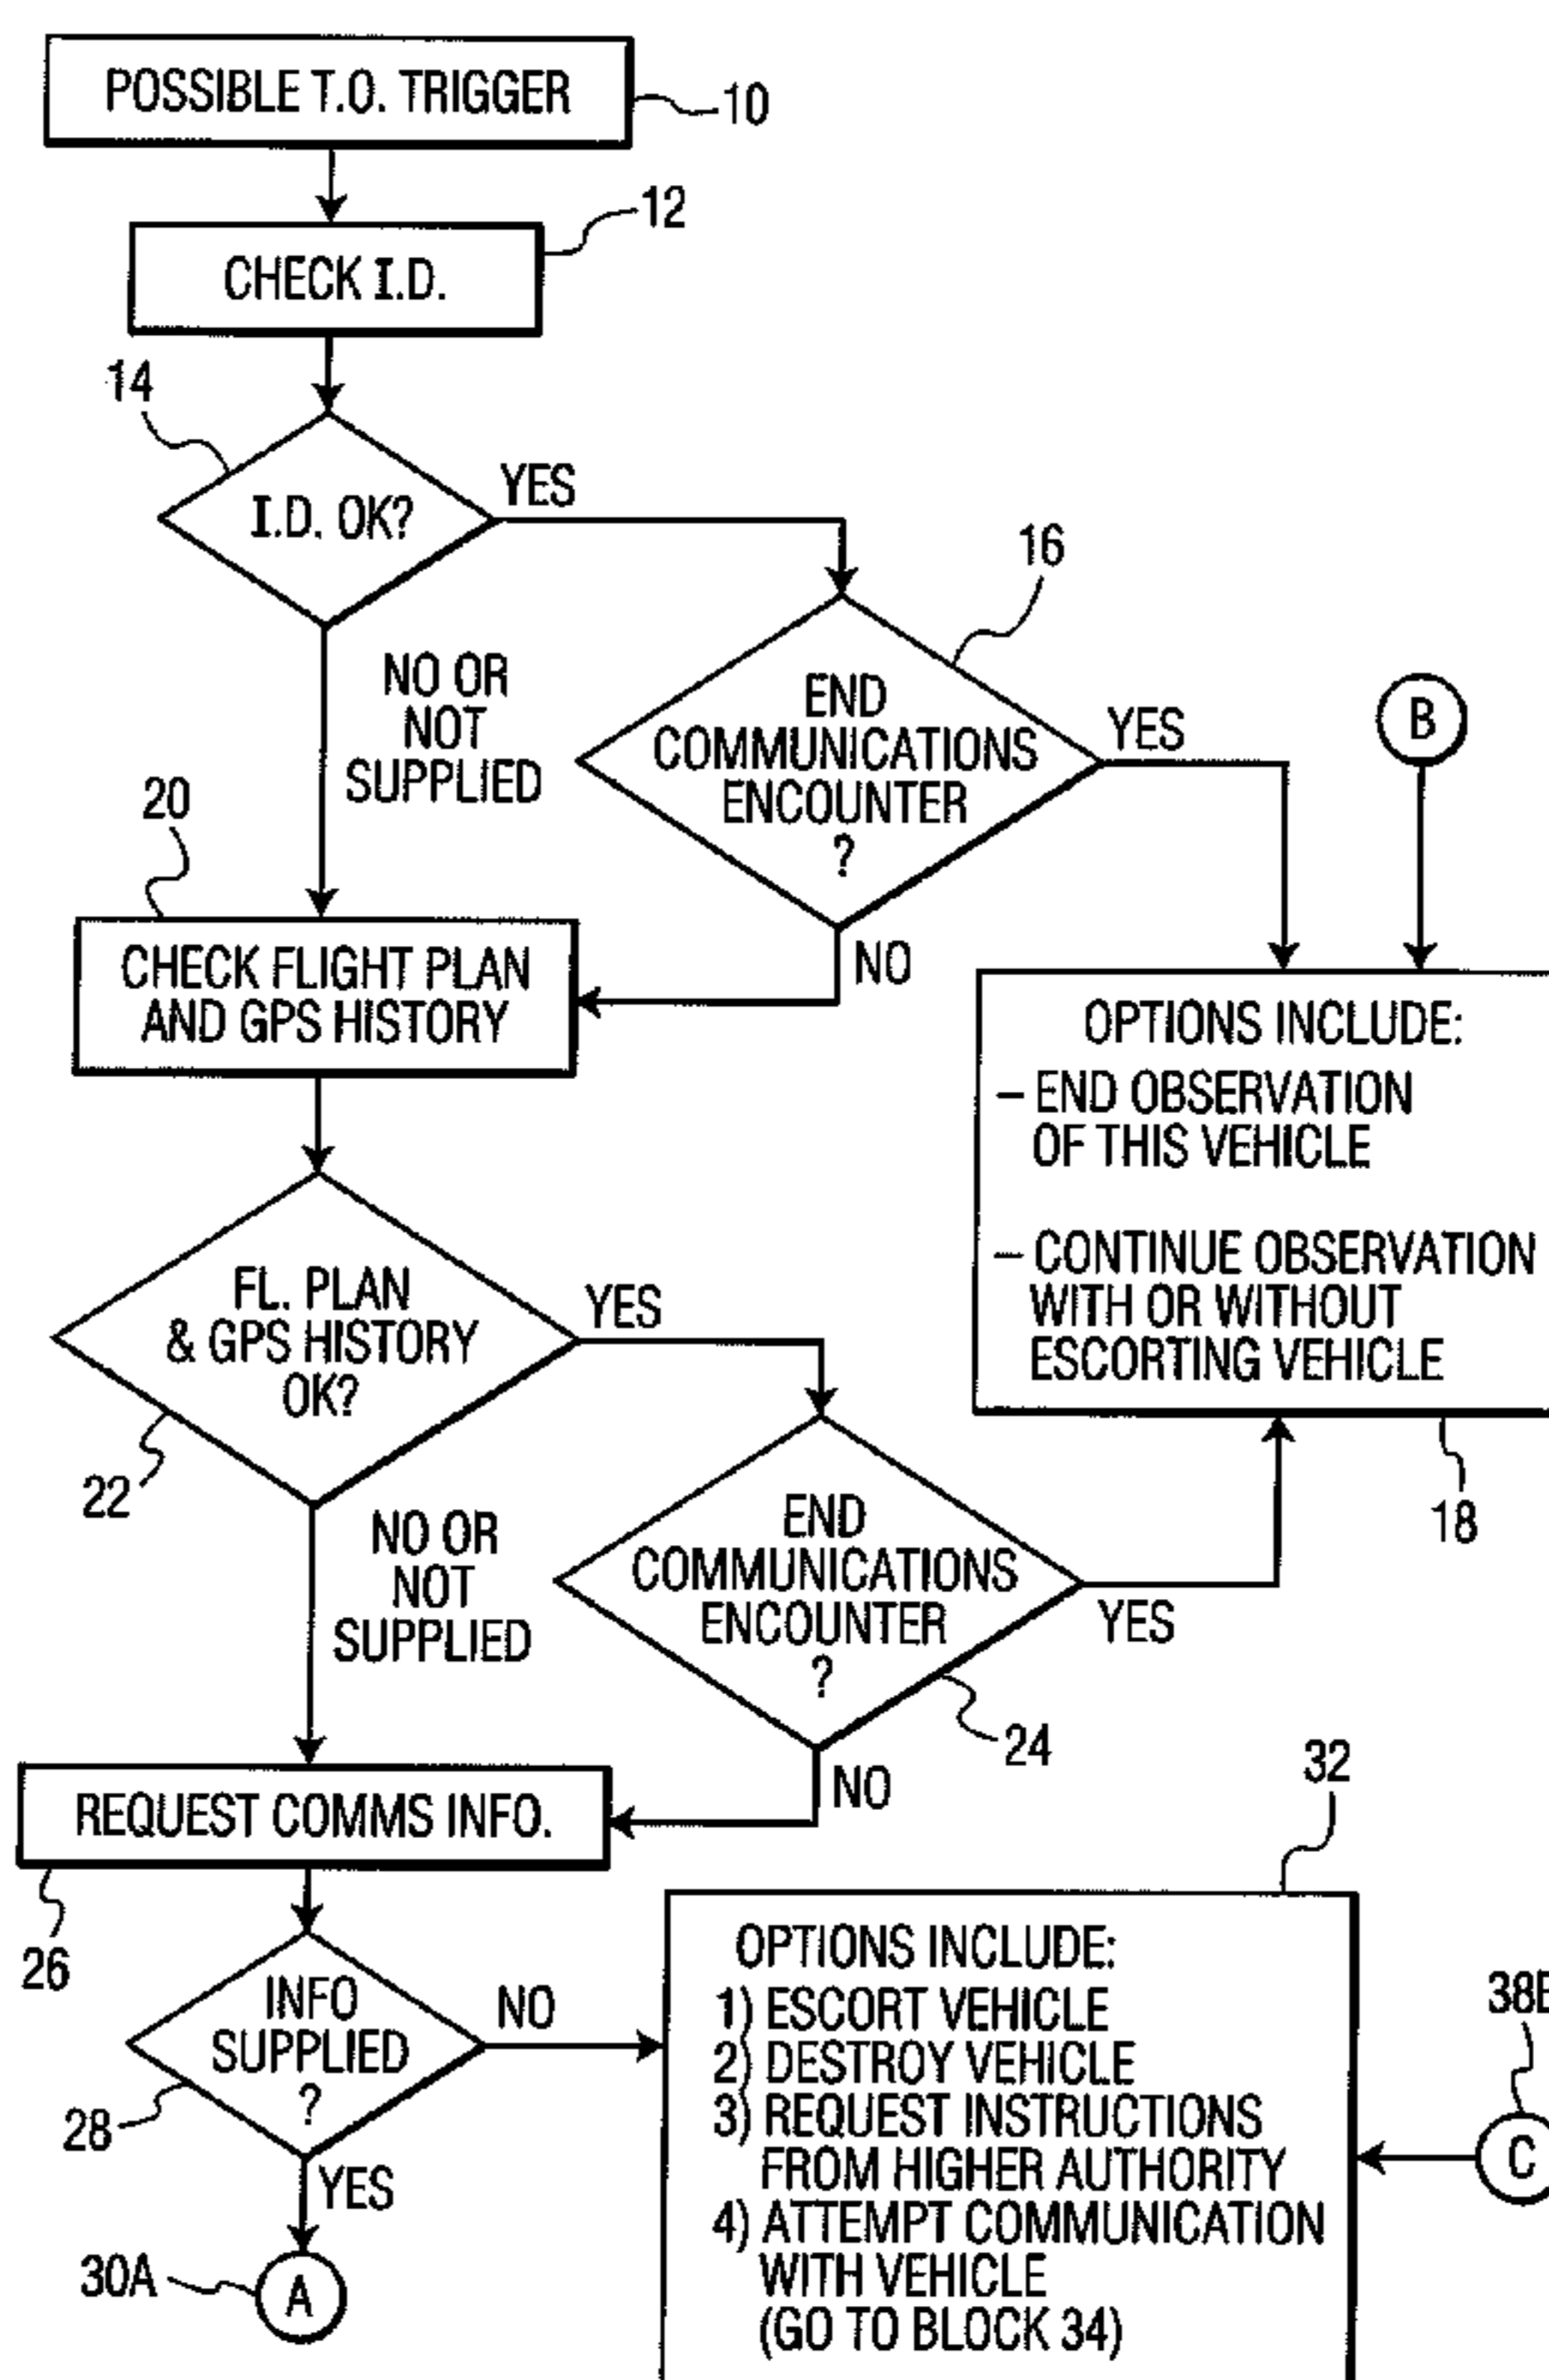 POSSIBLE T.O. TRIGGER
10
12
CHECK I.D.
14
I.D. OK?
YES
16
NO OR
NOT
SUPPLIED
END
COMMUNICATIONS
ENCOUNTER
?
YES
B
20
CHECK FLIGHT PLAN
AND GPS HISTORY
NO
OPTIONS INCLUDE:
– END OBSERVATION
OF THIS VEHICLE
– CONTINUE OBSERVATION
WITH OR WITHOUT
ESCORTING VEHICLE
18
FL. PLAN
& GPS HISTORY
OK?
YES
22
NO OR
NOT
SUPPLIED
END
COMMUNICATIONS
ENCOUNTER
?
YES
24
NO
REQUEST COMMS INFO.
26
32
INFO
SUPPLIED
?
NO
28
YES
30A
A
OPTIONS INCLUDE:
1) ESCORT VEHICLE
2) DESTROY VEHICLE
3) REQUEST INSTRUCTIONS
FROM HIGHER AUTHORITY
4) ATTEMPT COMMUNICATION
WITH VEHICLE
(GO TO BLOCK 34)
38B
C